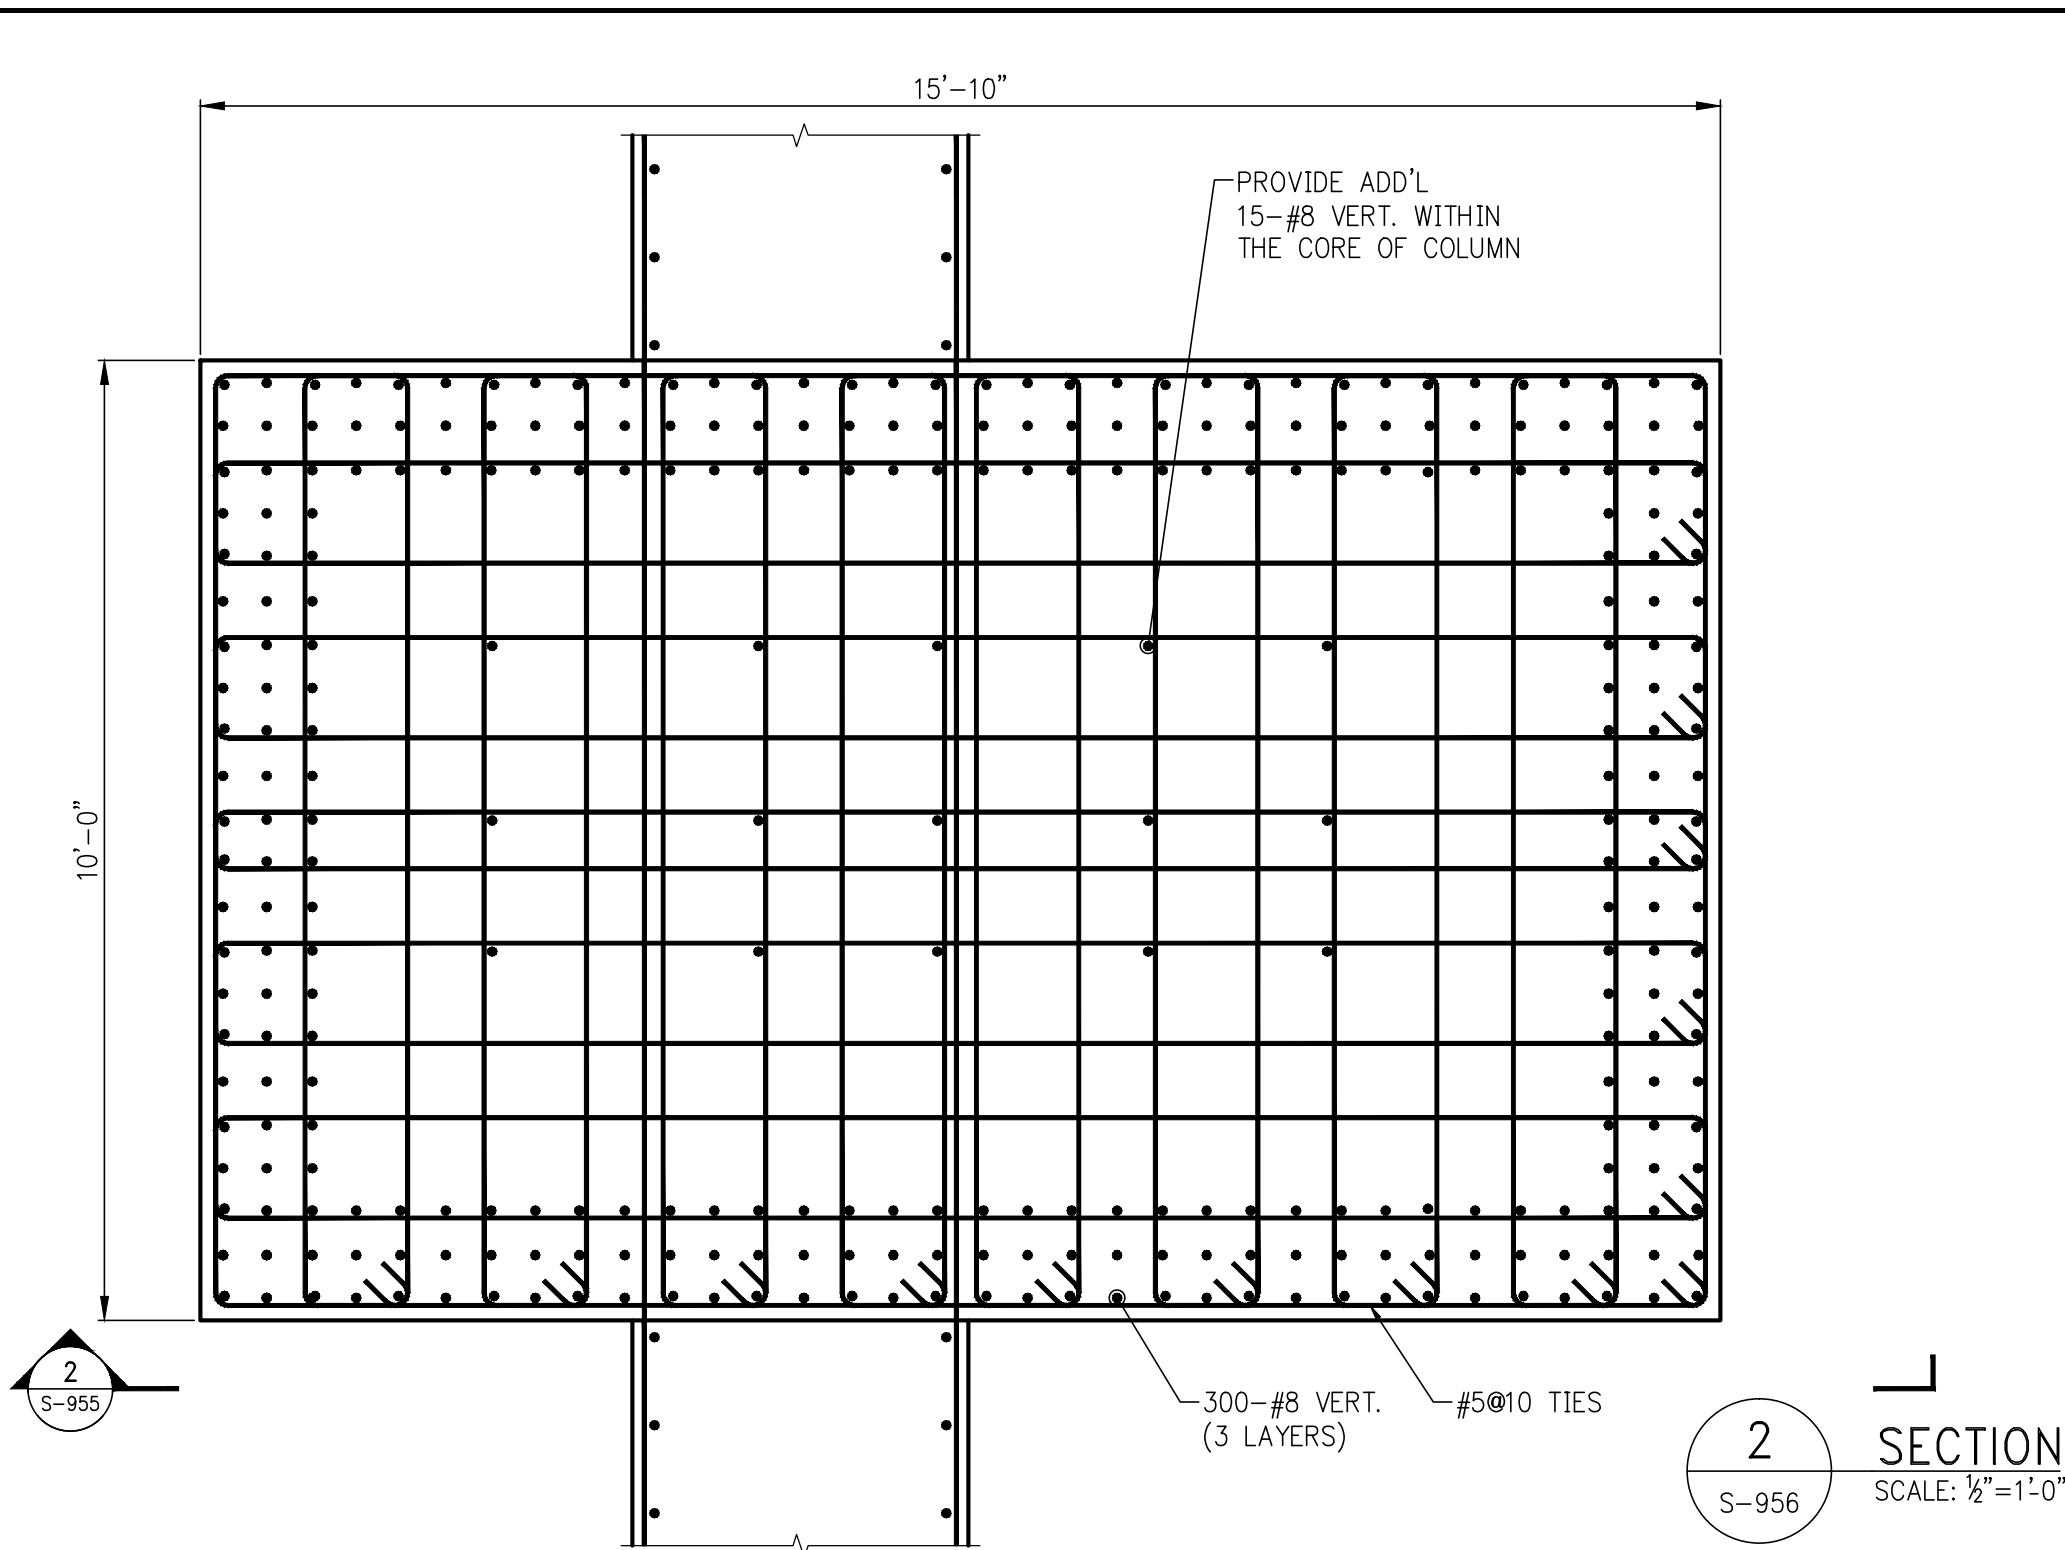 15'-10"
PROVIDE ADD'L
15-#8 VERT. WITHIN
THE CORE OF COLUMN
10'-0"
2
S-955
300-#8 VERT.
(3 LAYERS)
#5@10 TIES
2
S-956
SECTION
SCALE: ½"=1'-0"